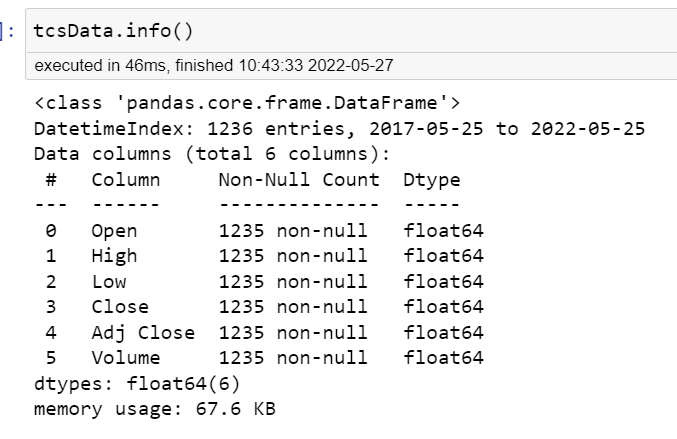 ]: tcsData.info()
executed in 46ms, finished 10:43:33 2022-05-27
<class 'pandas.core.frame.DataFrame'>
DatetimeIndex: 1236 entries, 2017-05-25 to 2022-05-25
Data columns (total 6 columns):
 #   Column     Non-Null Count  Dtype
---  ------     --------------  -----
 0   Open       1235 non-null   float64
 1   High       1235 non-null   float64
 2   Low        1235 non-null   float64
 3   Close      1235 non-null   float64
 4   Adj Close  1235 non-null   float64
 5   Volume     1235 non-null   float64
dtypes: float64(6)
memory usage: 67.6 KB